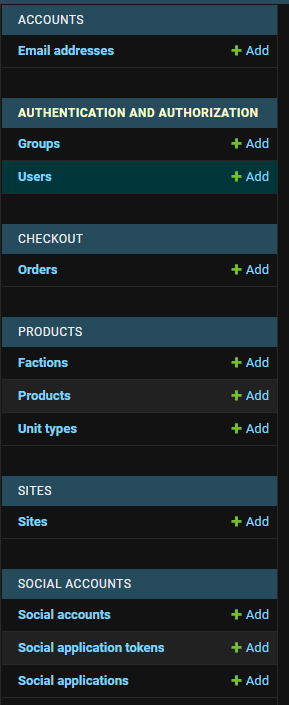 ACCOUNTS
Email addresses + Add
AUTHENTICATION AND AUTHORIZATION
Groups + Add
Users + Add
CHECKOUT
Orders + Add
PRODUCTS
Factions + Add
Products + Add
Unit types + Add
SITES
Sites + Add
SOCIAL ACCOUNTS
Social accounts + Add
Social application tokens + Add
Social applications + Add